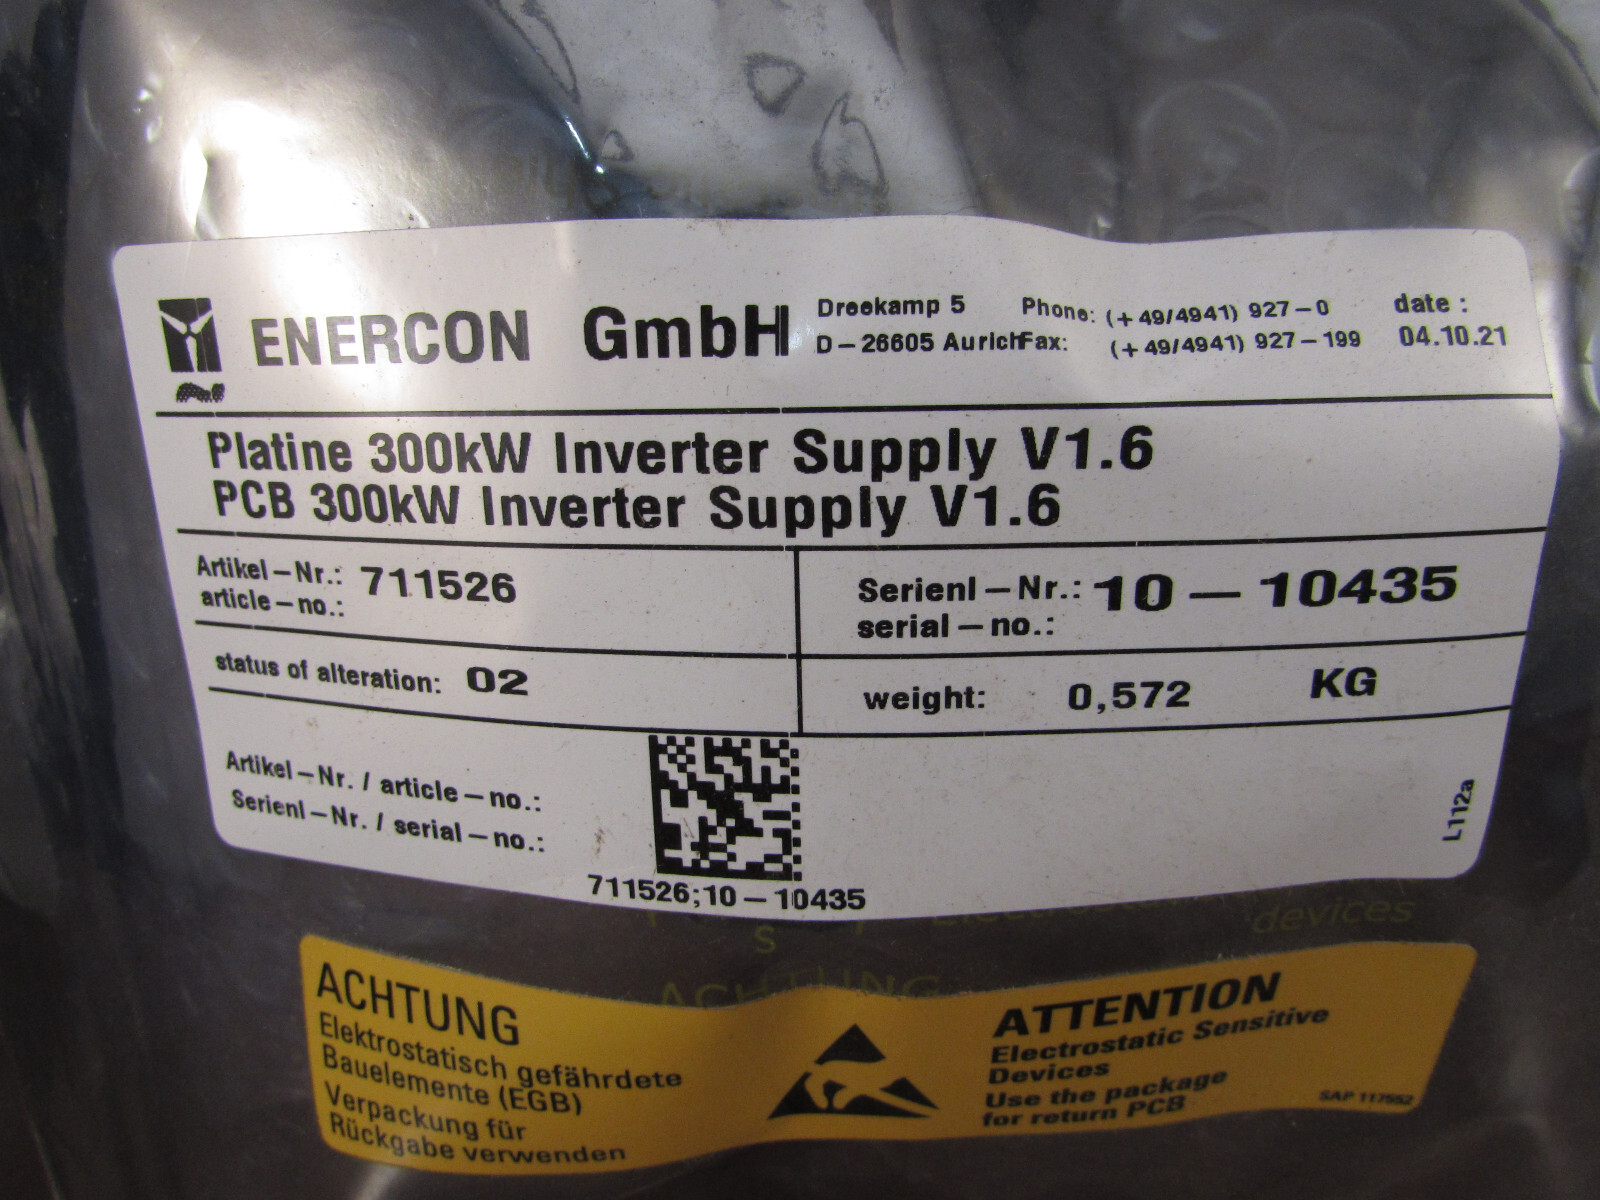 ENERCON GmbH
Dreekamp 5 Phone: (+49/4941) 927-0 date :
D-26605 Aurich Fax: (+49/4941) 927-199 04.10.21
Platine 300kW Inverter Supply V1.6
PCB 300kW Inverter Supply V1.6
Artikel-Nr.: 711526
article-no.:
Serienl-Nr.: 10-10435
serial-no.:
status of alteration: 02
weight: 0,572 KG
Artikel-Nr. / article-no.:
Serienl-Nr. / serial-no.:
711526;10-10435
L112a
devices
S
ACHTUNG
ACHTUNG
Elektrostatisch gefährdete
Bauelemente (EGB)
Verpackung für
Rückgabe verwenden
ATTENTION
Electrostatic Sensitive
Devices
Use the package
for return PCB
SAP 117552